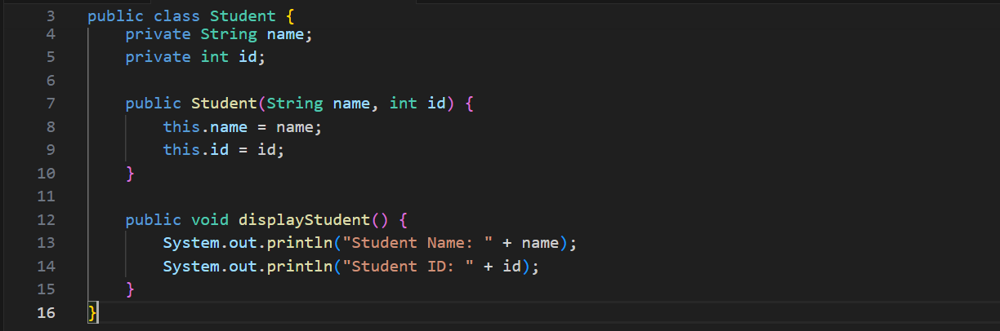 3 public class Student {
4     private String name;
5     private int id;
6
7     public Student(String name, int id) {
8         this.name = name;
9         this.id = id;
10     }
11
12     public void displayStudent() {
13         System.out.println("Student Name: " + name);
14         System.out.println("Student ID: " + id);
15     }
16 }